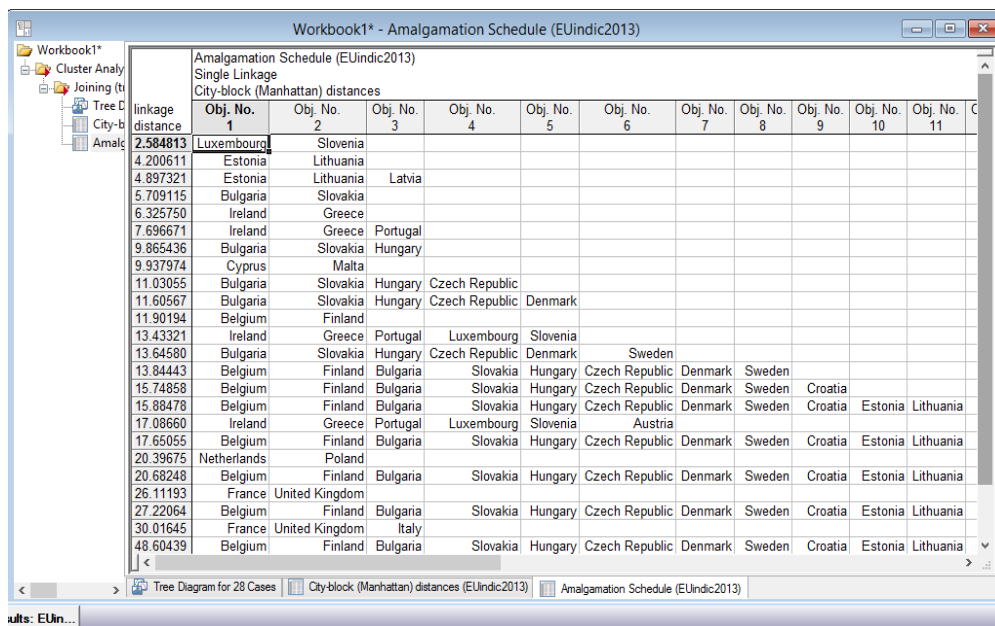 Workbook1* - Amalgamation Schedule (EUindic2013)
Workbook1*
Cluster Analy
Joining (t
Tree D
City-b
Amalg
Amalgamation Schedule (EUindic2013)
Single Linkage
City-block (Manhattan) distances
linkage distance Obj. No. 1 Obj. No. 2 Obj. No. 3 Obj. No. 4 Obj. No. 5 Obj. No. 6 Obj. No. 7 Obj. No. 8 Obj. No. 9 Obj. No. 10 Obj. No. 11
2.584813 Luxembourg Slovenia
4.200611 Estonia Lithuania
4.897321 Estonia Lithuania Latvia
5.709115 Bulgaria Slovakia
6.325750 Ireland Greece
7.696671 Ireland Greece Portugal
9.865436 Bulgaria Slovakia Hungary
9.937974 Cyprus Malta
11.03055 Bulgaria Slovakia Hungary Czech Republic
11.60567 Bulgaria Slovakia Hungary Czech Republic Denmark
11.90194 Belgium Finland
13.43321 Ireland Greece Portugal Luxembourg Slovenia
13.64580 Bulgaria Slovakia Hungary Czech Republic Denmark Sweden
13.84443 Belgium Finland Bulgaria Slovakia Hungary Czech Republic Denmark Sweden
15.74858 Belgium Finland Bulgaria Slovakia Hungary Czech Republic Denmark Sweden Croatia
15.88478 Belgium Finland Bulgaria Slovakia Hungary Czech Republic Denmark Sweden Croatia Estonia Lithuania
17.08660 Ireland Greece Portugal Luxembourg Slovenia Austria
17.65055 Belgium Finland Bulgaria Slovakia Hungary Czech Republic Denmark Sweden Croatia Estonia Lithuania
20.39675 Netherlands Poland
20.68248 Belgium Finland Bulgaria Slovakia Hungary Czech Republic Denmark Sweden Croatia Estonia Lithuania
26.11193 France United Kingdom
27.22064 Belgium Finland Bulgaria Slovakia Hungary Czech Republic Denmark Sweden Croatia Estonia Lithuania
30.01645 France United Kingdom Italy
48.60439 Belgium Finland Bulgaria Slovakia Hungary Czech Republic Denmark Sweden Croatia Estonia Lithuania
Tree Diagram for 28 Cases City-block (Manhattan) distances (EUindic2013) Amalgamation Schedule (EUindic2013)
sults: EUin...